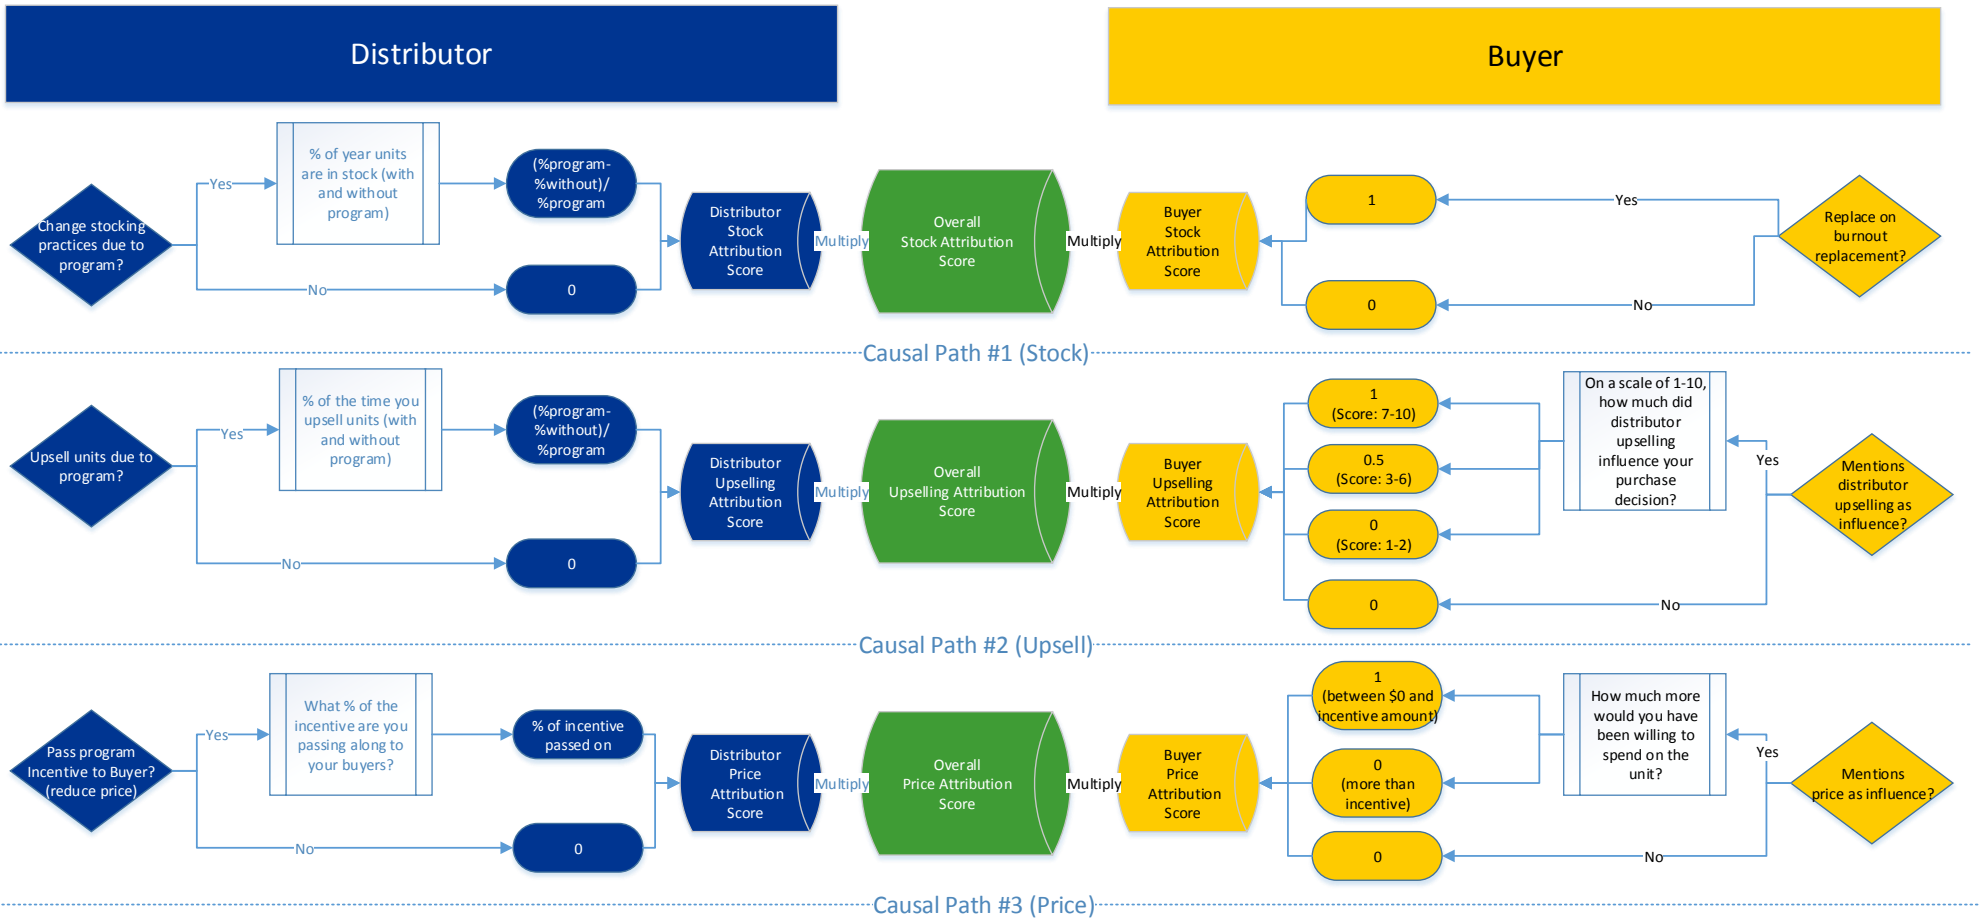 Distributor
Buyer
Change stocking
practices due to
program?
Yes
No
% of year units
are in stock (with
and without
program)
(%program-
%without)/
%program
0
Distributor
Stock
Attribution
Score
Multiply
Overall
Stock Attribution
Score
Multiply
Buyer
Stock
Attribution
Score
1
0
Yes
No
Replace on
burnout
replacement?
Causal Path #1 (Stock)
Upsell units due to
program?
Yes
No
% of the time you
upsell units (with
and without
program)
(%program-
%without)/
%program
0
Distributor
Upselling
Attribution
Score
Multiply
Overall
Upselling Attribution
Score
Multiply
Buyer
Upselling
Attribution
Score
1
(Score: 7-10)
0.5
(Score: 3-6)
0
(Score: 1-2)
0
On a scale of 1-10,
how much did
distributor
upselling
influence your
purchase
decision?
Yes
No
Mentions
distributor
upselling as
influence?
Causal Path #2 (Upsell)
Pass program
Incentive to Buyer?
(reduce price)
Yes
No
What % of the
incentive are you
passing along to
your buyers?
% of incentive
passed on
0
Distributor
Price
Attribution
Score
Multiply
Overall
Price Attribution
Score
Multiply
Buyer
Price
Attribution
Score
1
(between $0 and
incentive amount)
0
(more than
incentive)
0
How much more
would you have
been willing to
spend on the
unit?
Yes
No
Mentions
price as influence?
Causal Path #3 (Price)